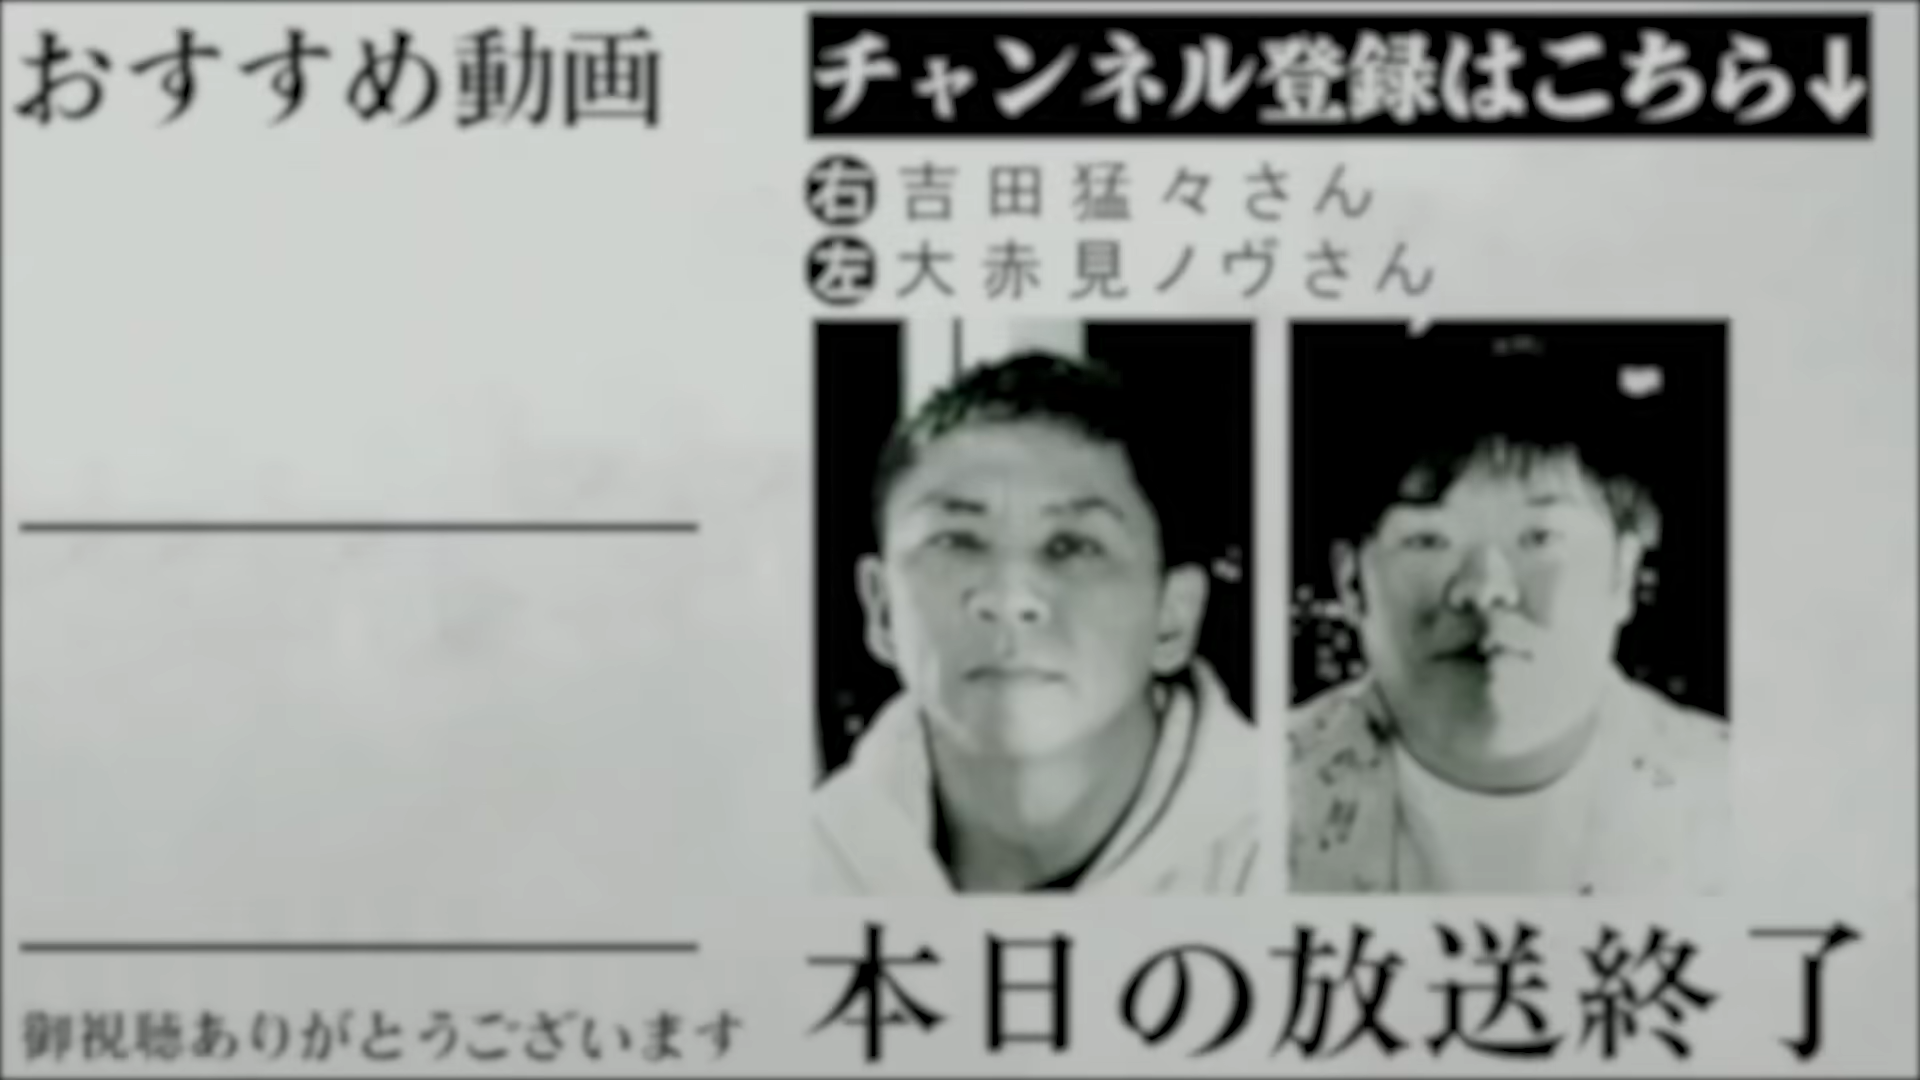 おすすめ動画
チャンネル登録はこちら↓
右 吉田猛々さん
左 大赤見ノヴさん
御視聴ありがとうございます
本日の放送終了